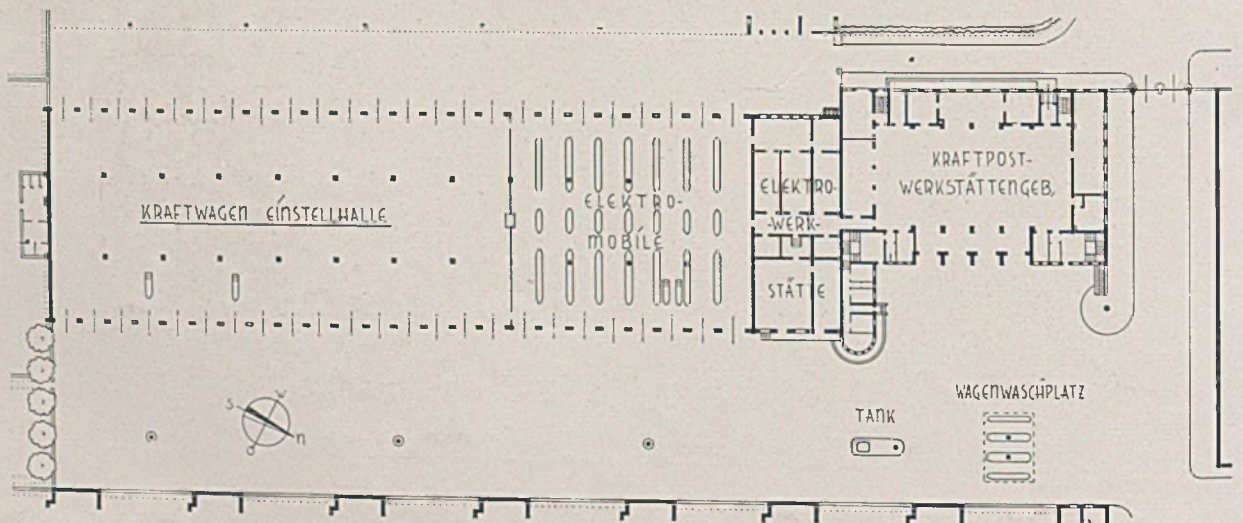 KRAFTPOST-
WERKSTÄTTENGEB,
KRAFTWAGEN EINSTELLHALLE
ELEKTRO-
MOBILE
ELEKTRO-
-WERK-
STÄTTE
S
W
n
O
TANK
WAGENWASCHPLATZ